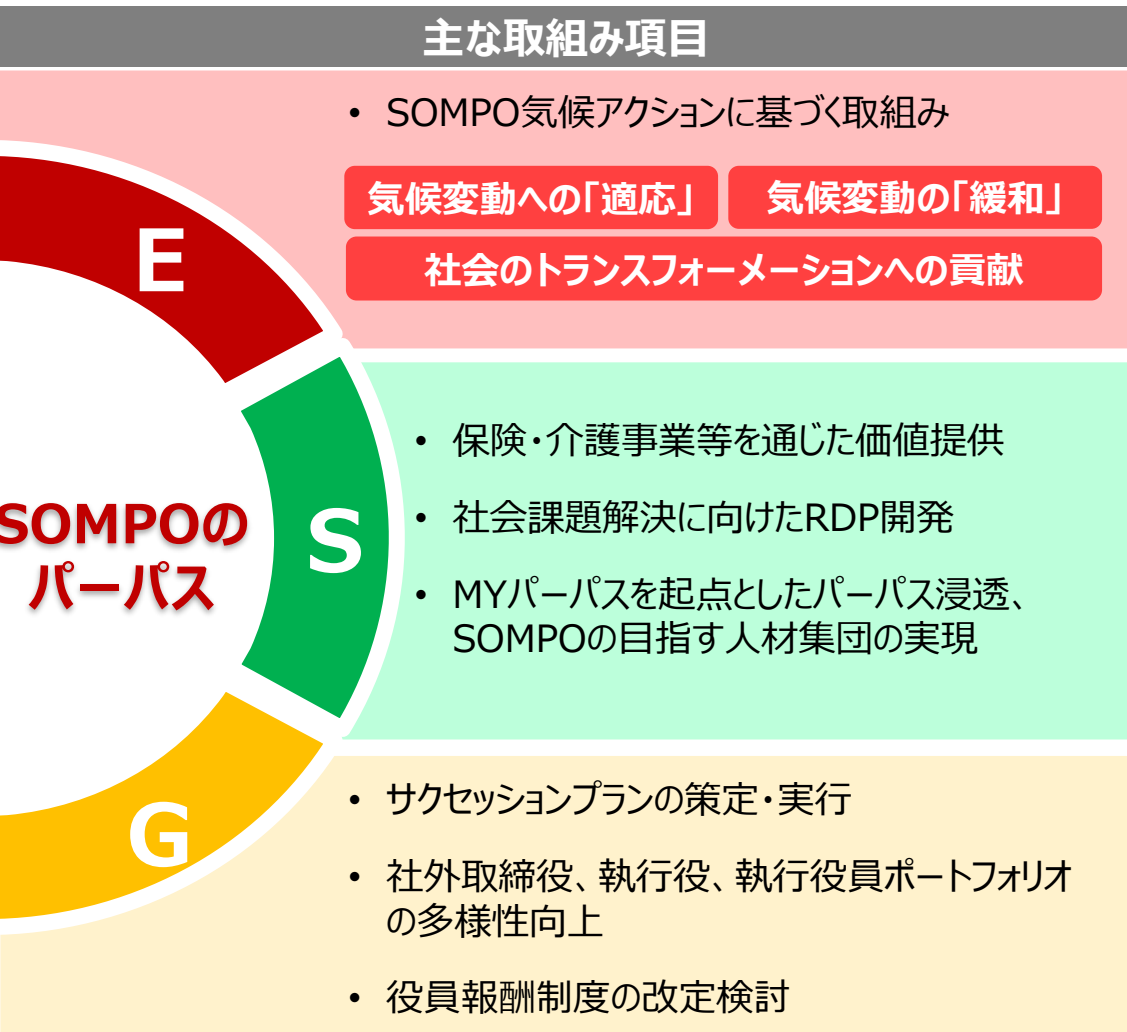 主な取組み項目
• SOMPO気候アクションに基づく取組み
気候変動への「適応」 気候変動の「緩和」
社会のトランスフォーメーションへの貢献
E
• 保険・介護事業等を通じた価値提供
• 社会課題解決に向けたRDP開発
• MYパーパスを起点としたパーパス浸透、
SOMPOの目指す人材集団の実現
S
SOMPOの
パーパス
• サクセッションプランの策定・実行
• 社外取締役、執行役、執行役員ポートフォリオ
の多様性向上
• 役員報酬制度の改定検討
G